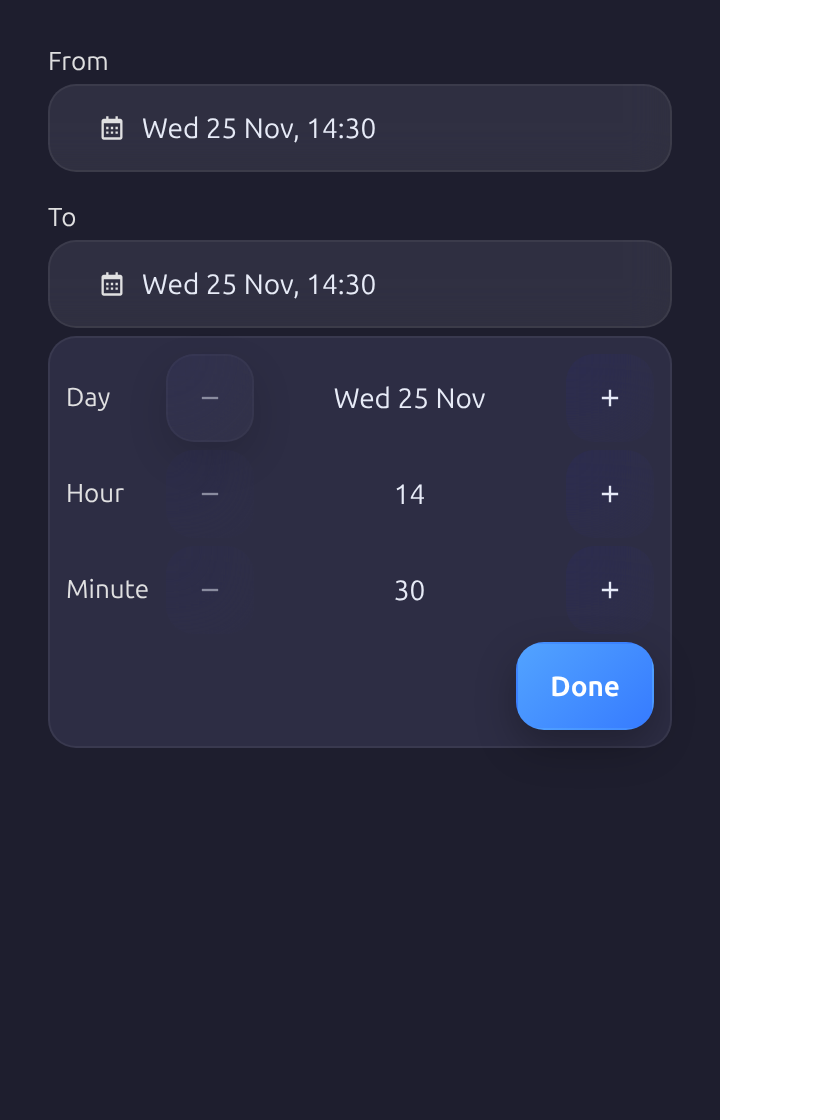 From
Wed 25 Nov, 14:30
To
Wed 25 Nov, 14:30
Day − Wed 25 Nov +
Hour − 14 +
Minute − 30 +
Done